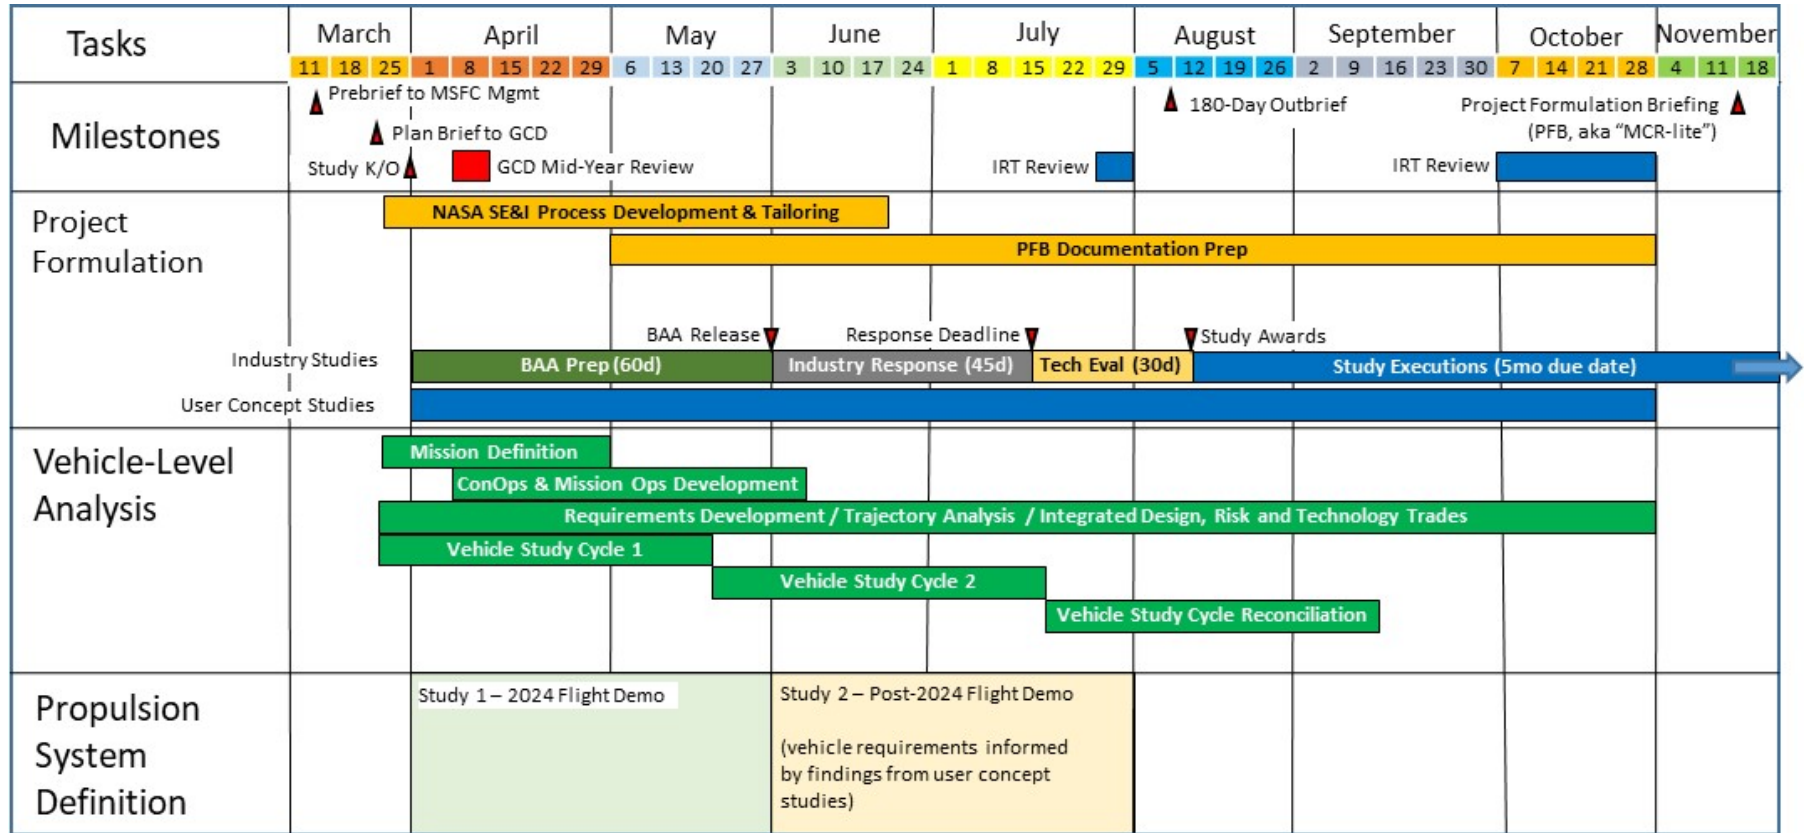 Tasks
March April May June July August September October November
11 18 25 1 8 15 22 29 6 13 20 27 3 10 17 24 1 8 15 22 29 5 12 19 26 2 9 16 23 30 7 14 21 28 4 11 18
Milestones
Prebrief to MSFC Mgmt
Plan Brief to GCD
Study K/O
GCD Mid-Year Review
IRT Review
180-Day Outbrief
Project Formulation Briefing
(PFB, aka “MCR-lite”)
IRT Review
Project
Formulation
NASA SE&I Process Development & Tailoring
PFB Documentation Prep
BAA Release
Response Deadline
Study Awards
Industry Studies
BAA Prep (60d)
Industry Response (45d)
Tech Eval (30d)
Study Executions (5mo due date)
User Concept Studies
Vehicle-Level
Analysis
Mission Definition
ConOps & Mission Ops Development
Requirements Development / Trajectory Analysis / Integrated Design, Risk and Technology Trades
Vehicle Study Cycle 1
Vehicle Study Cycle 2
Vehicle Study Cycle Reconciliation
Propulsion
System
Definition
Study 1 – 2024 Flight Demo
Study 2 – Post-2024 Flight Demo
(vehicle requirements informed
by findings from user concept
studies)